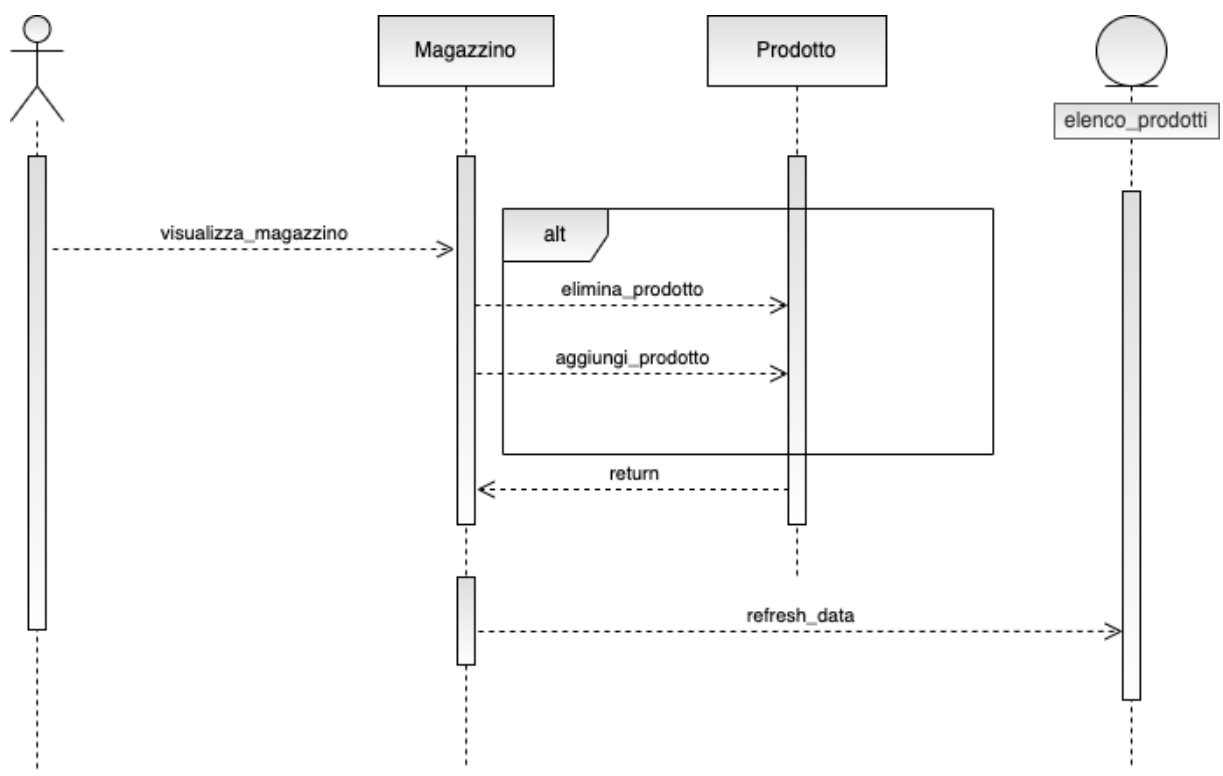 Magazzino
Prodotto
elenco_prodotti
visualizza_magazzino
alt
elimina_prodotto
aggiungi_prodotto
return
refresh_data